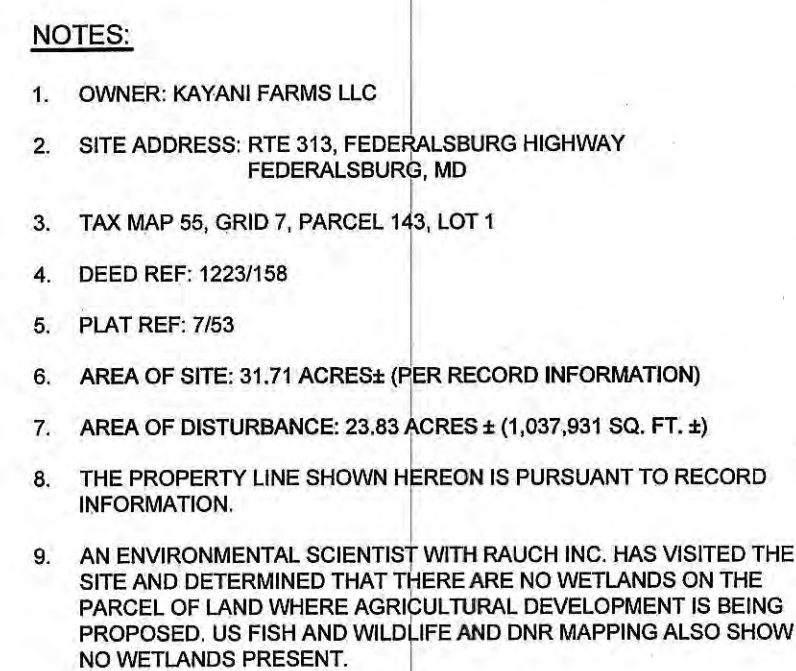 NOTES:
1. OWNER: KAYANI FARMS LLC
2. SITE ADDRESS: RTE 313, FEDERALSBURG HIGHWAY
FEDERALSBURG, MD
3. TAX MAP 55, GRID 7, PARCEL 143, LOT 1
4. DEED REF: 1223/158
5. PLAT REF: 7/53
6. AREA OF SITE: 31.71 ACRES± (PER RECORD INFORMATION)
7. AREA OF DISTURBANCE: 23.83 ACRES ± (1,037,931 SQ. FT. ±)
8. THE PROPERTY LINE SHOWN HEREON IS PURSUANT TO RECORD
INFORMATION.
9. AN ENVIRONMENTAL SCIENTIST WITH RAUCH INC. HAS VISITED THE
SITE AND DETERMINED THAT THERE ARE NO WETLANDS ON THE
PARCEL OF LAND WHERE AGRICULTURAL DEVELOPMENT IS BEING
PROPOSED. US FISH AND WILDLIFE AND DNR MAPPING ALSO SHOW
NO WETLANDS PRESENT.